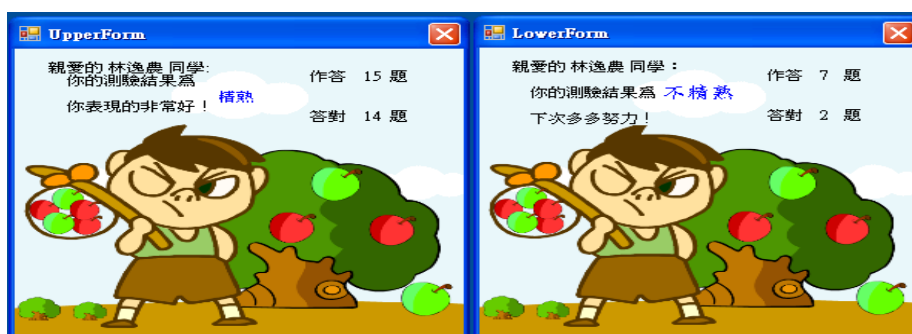 UpperForm
親愛的 林逸農 同學:
你的測驗結果為 精熟
你表現的非常好！
作答 15 題
答對 14 題
LowerForm
親愛的 林逸農 同學：
你的測驗結果為 不精熟
下次多多努力！
作答 7 題
答對 2 題